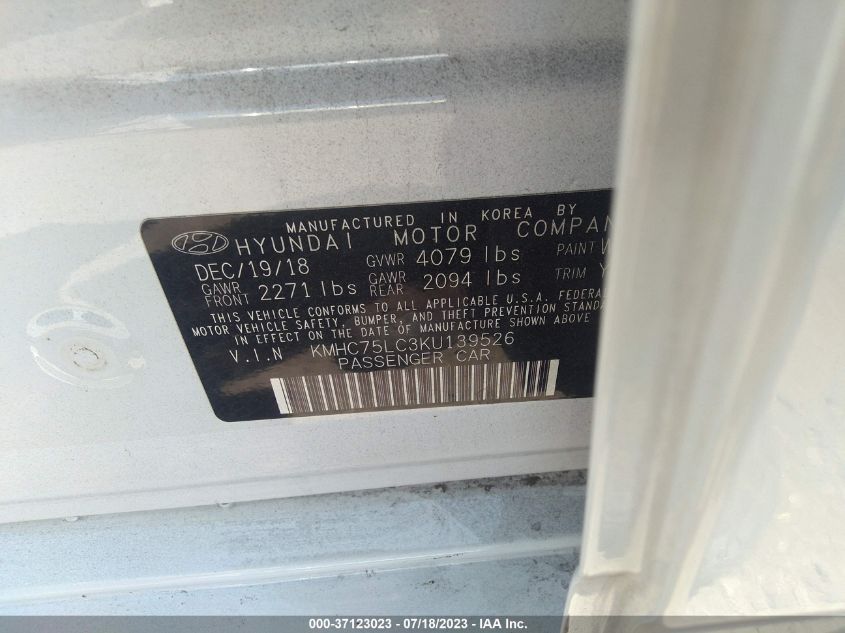 MANUFACTURED IN KOREA BY
HYUNDAI MOTOR COMPAN
DEC/19/18 GVWR 4079 lbs PAINT W
GAWR FRONT 2271 lbs GAWR REAR 2094 lbs TRIM Y
THIS VEHICLE CONFORMS TO ALL APPLICABLE U.S.A. FEDERA
MOTOR VEHICLE SAFETY, BUMPER, AND THEFT PREVENTION STANDA
IN EFFECT ON THE DATE OF MANUFACTURE SHOWN ABOVE
V.I.N KMHC75LC3KU139526
PASSENGER CAR
000-37123023 - 07/18/2023 - © IAA Inc.